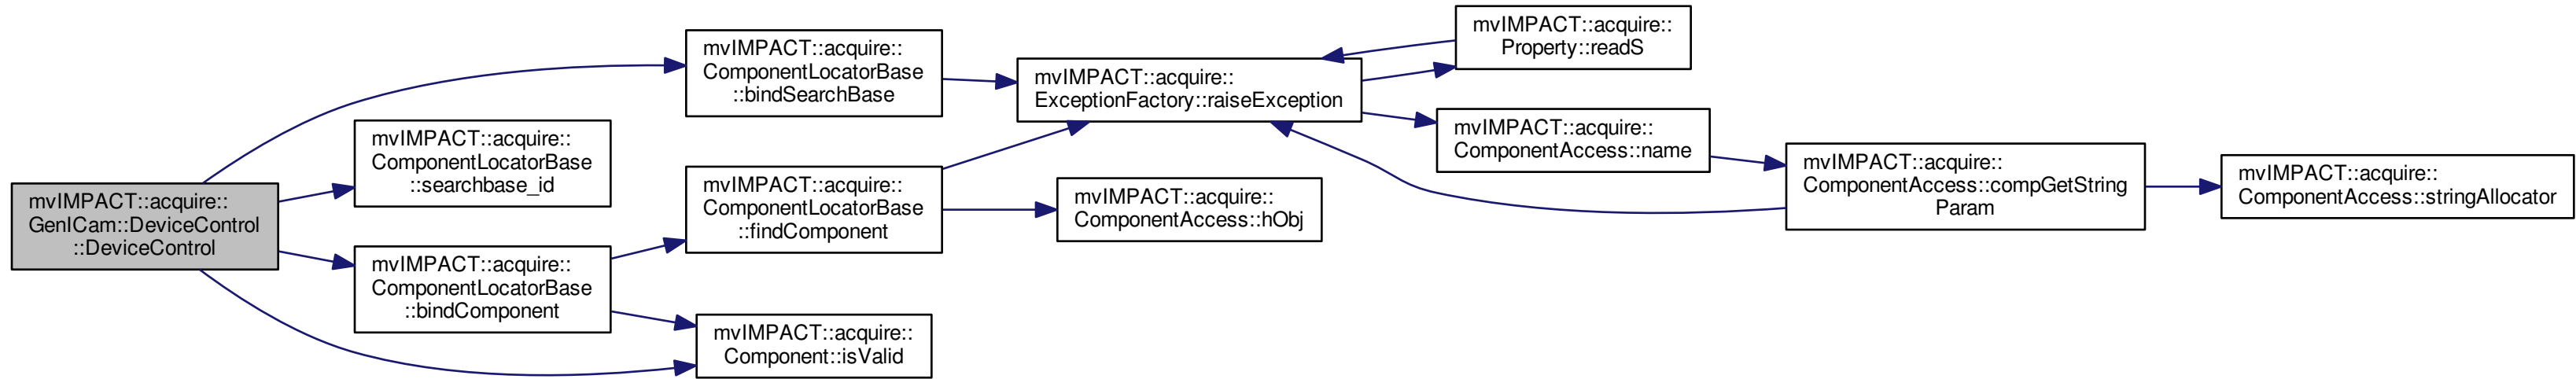 mvIMPACT::acquire::
GenICam::DeviceControl
::DeviceControl
mvIMPACT::acquire::
ComponentLocatorBase
::bindSearchBase
mvIMPACT::acquire::
ComponentLocatorBase
::searchbase_id
mvIMPACT::acquire::
ComponentLocatorBase
::bindComponent
mvIMPACT::acquire::
ComponentLocatorBase
::findComponent
mvIMPACT::acquire::
Component::isValid
mvIMPACT::acquire::
ExceptionFactory::raiseException
mvIMPACT::acquire::
ComponentAccess::hObj
mvIMPACT::acquire::
Property::readS
mvIMPACT::acquire::
ComponentAccess::name
mvIMPACT::acquire::
ComponentAccess::compGetString
Param
mvIMPACT::acquire::
ComponentAccess::stringAllocator